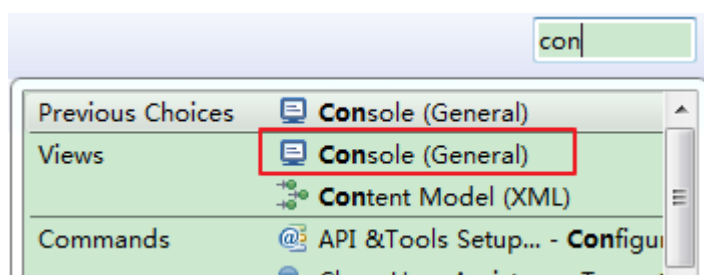 con
Previous Choices Console (General)
Views Console (General)
Content Model (XML)
Commands API &Tools Setup... - Configu